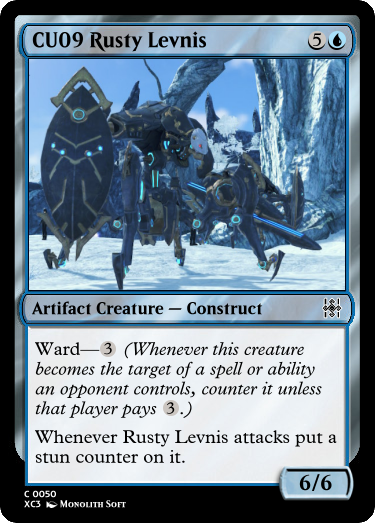 CU09 Rusty Levnis 5
Artifact Creature — Construct
Ward—3 (Whenever this creature
becomes the target of a spell or ability
an opponent controls, counter it unless
that player pays 3.)
Whenever Rusty Levnis attacks put a
stun counter on it.
6/6
C 0050
XC3 Monolith Soft